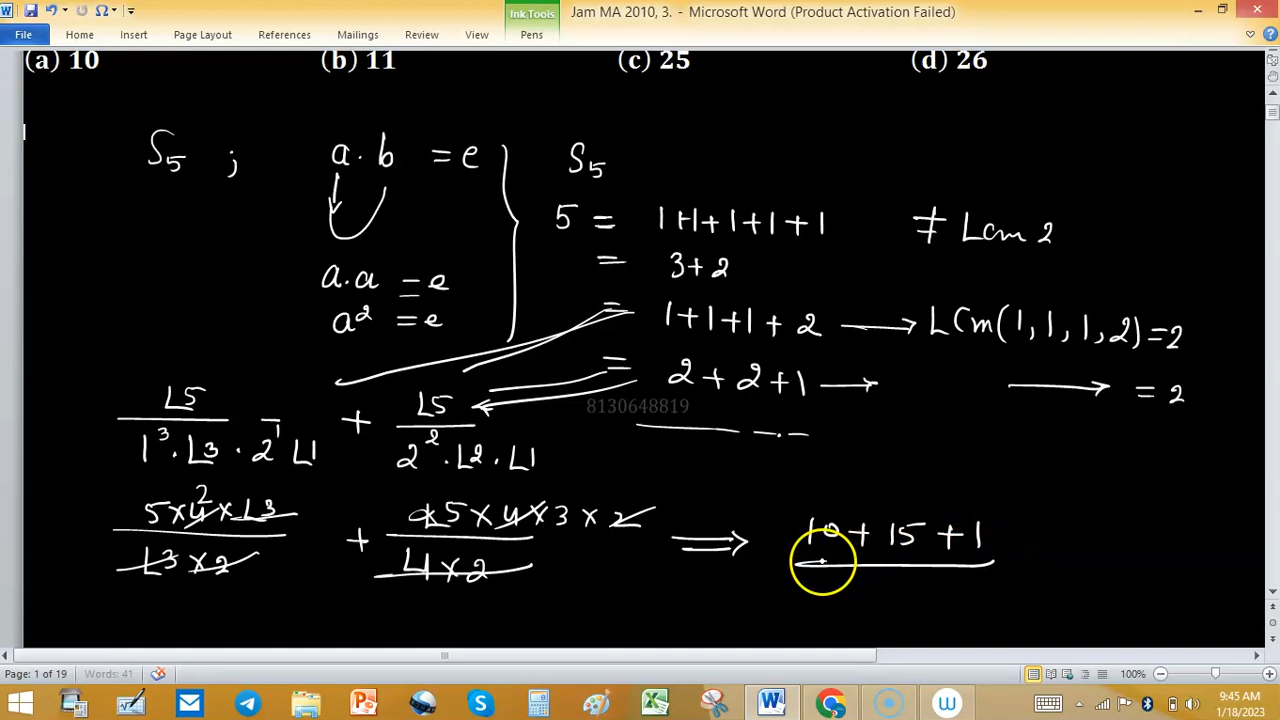 Ink Tools
Jam MA 2010, 3. - Microsoft Word (Product Activation Failed)
File Home Insert Page Layout References Mailings Review View Pens
(a) 10 (b) 11 (c) 25 (d) 26
S5 ; a.b = e S5
5 = 1+1+1+1+1 ≠ Lcm 2
= 3+2
a.a = e
a² = e
= 1+1+1+2 → LCm(1,1,1,2)=2
= 2+2+1 → → = 2
8130648819
L5 / 1³.L3.2¹ L1 + L5 / 2².L2.L1
5×4²×L3 / L3×2 + 5×4×3×2 / 4×2 ⇒ 10+15+1
Page: 1 of 19 Words: 41 100%
9:45 AM
1/18/2023